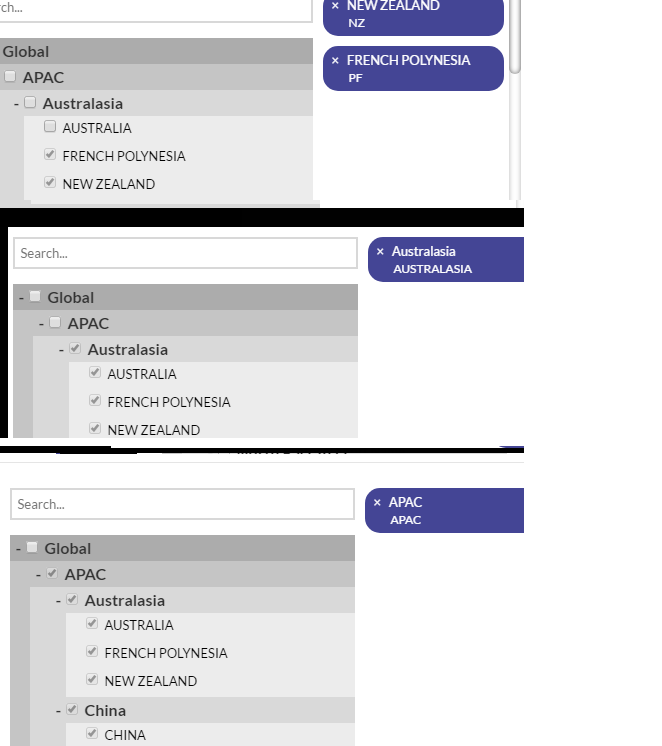 rch...
× NEW ZEALAND
NZ
Global
× FRENCH POLYNESIA
PF
APAC
- Australasia
AUSTRALIA
FRENCH POLYNESIA
NEW ZEALAND
Search...
× Australasia
AUSTRALASIA
- Global
- APAC
- Australasia
AUSTRALIA
FRENCH POLYNESIA
NEW ZEALAND
Search...
× APAC
APAC
- Global
- APAC
- Australasia
AUSTRALIA
FRENCH POLYNESIA
NEW ZEALAND
- China
CHINA